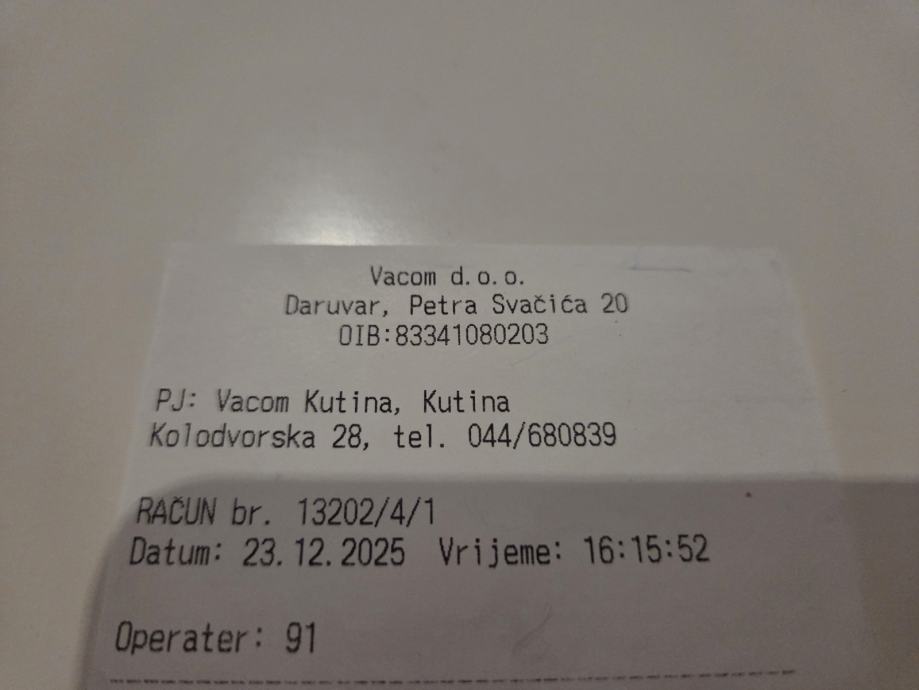 Vacom d.o.o.
Daruvar, Petra Svačića 20
OIB:83341080203
PJ: Vacom Kutina, Kutina
Kolodvorska 28, tel. 044/680839
RAČUN br. 13202/4/1
Datum: 23.12.2025 Vrijeme: 16:15:52
Operater: 91